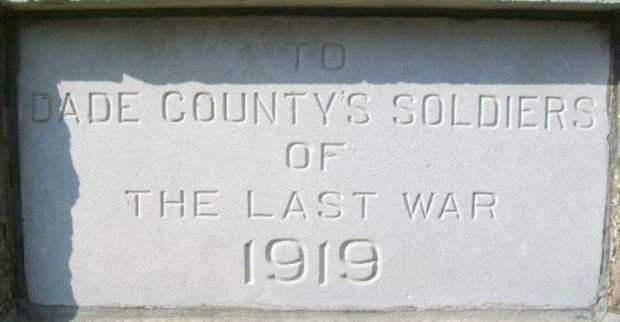 TO
DADE COUNTY'S SOLDIERS
OF
THE LAST WAR
1919